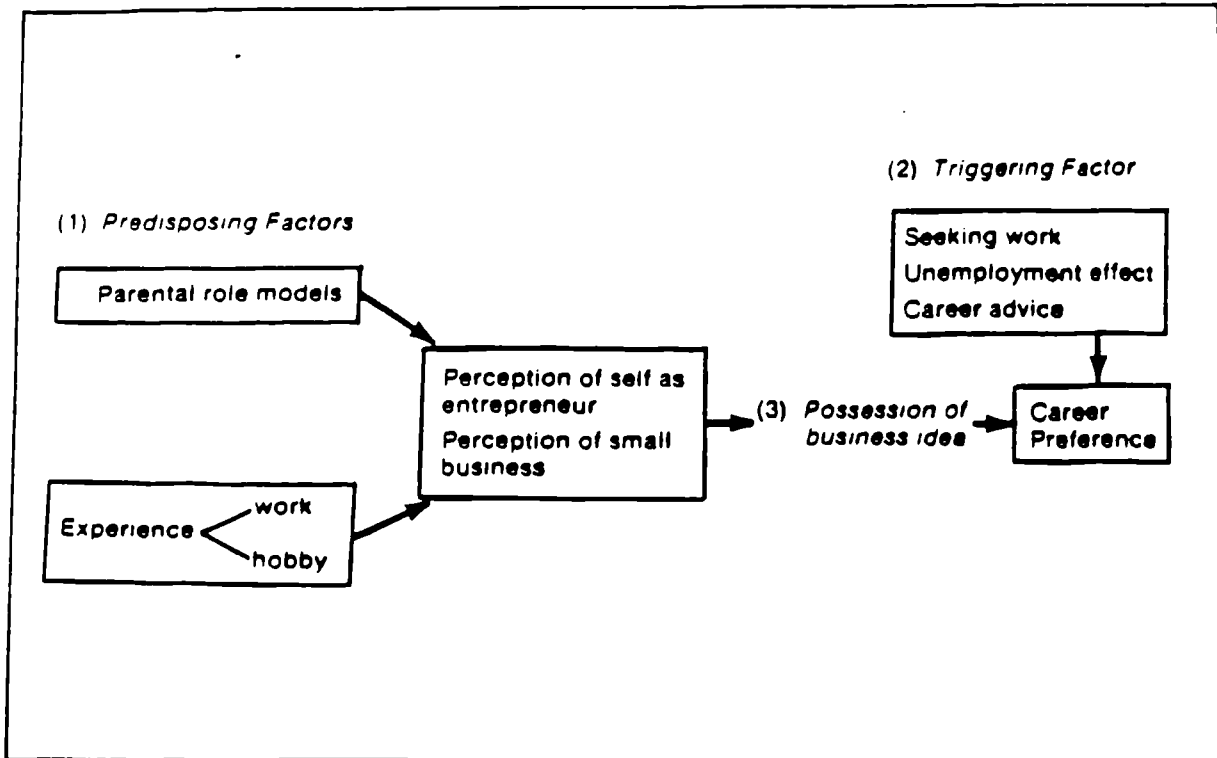 (1) Predisposing Factors
Parental role models
Experience
work
hobby
Perception of self as
entrepreneur
Perception of small
business
(3) Possession of
business idea
(2) Triggering Factor
Seeking work
Unemployment effect
Career advice
Career
Preference